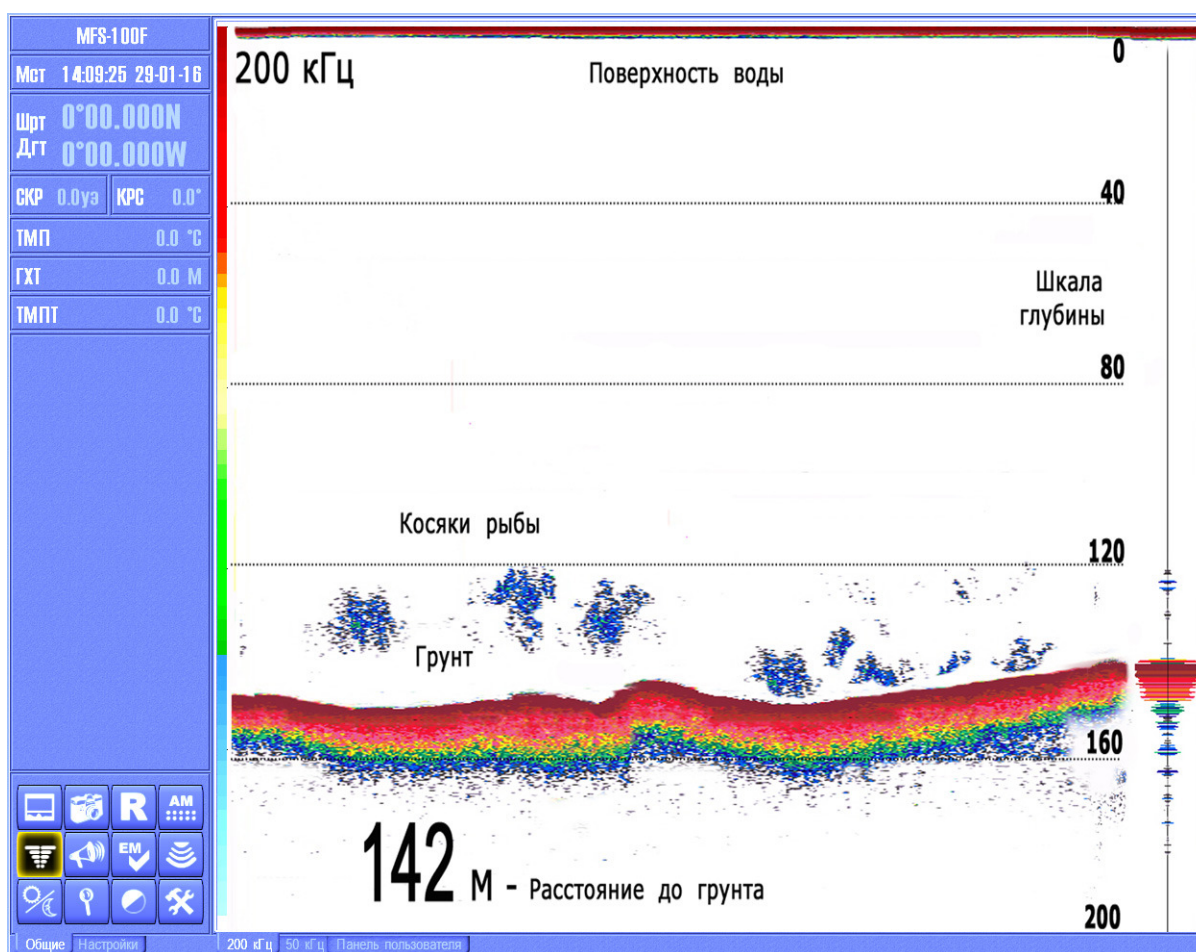 MFS-100F
Мст 14:09:25 29-01-16
Шрт 0°00.000N
Дгт 0°00.000W
СКР 0.0уз КРС 0.0°
ТМП 0.0 °C
ГХТ 0.0 М
ТМПТ 0.0 °C
R
AM
EM
Общие Настройки
200 кГц
Поверхность воды
0
40
Шкала
глубины
80
Косяки рыбы
120
Грунт
160
142 М - Расстояние до грунта
200
200 кГц 50 кГц Панель пользователя